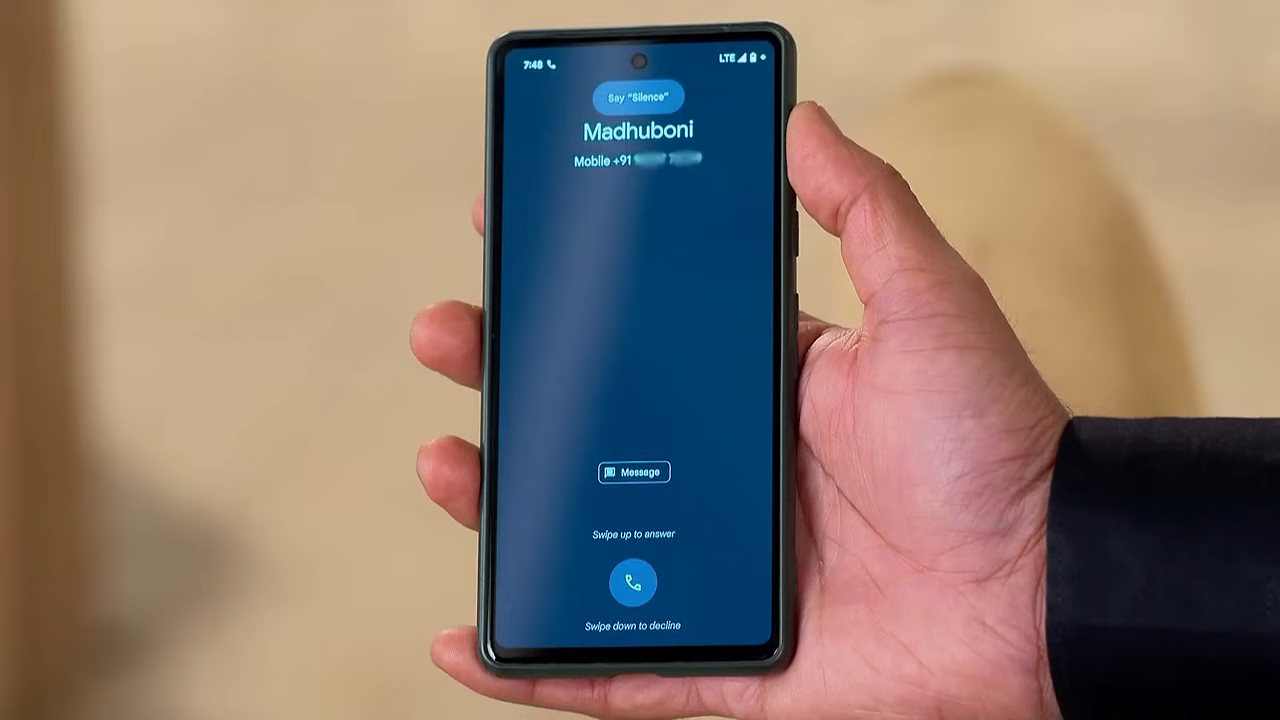 7:48
LTE
Say "Silence"
Madhuboni
Mobile +91
Message
Swipe up to answer
Swipe down to decline